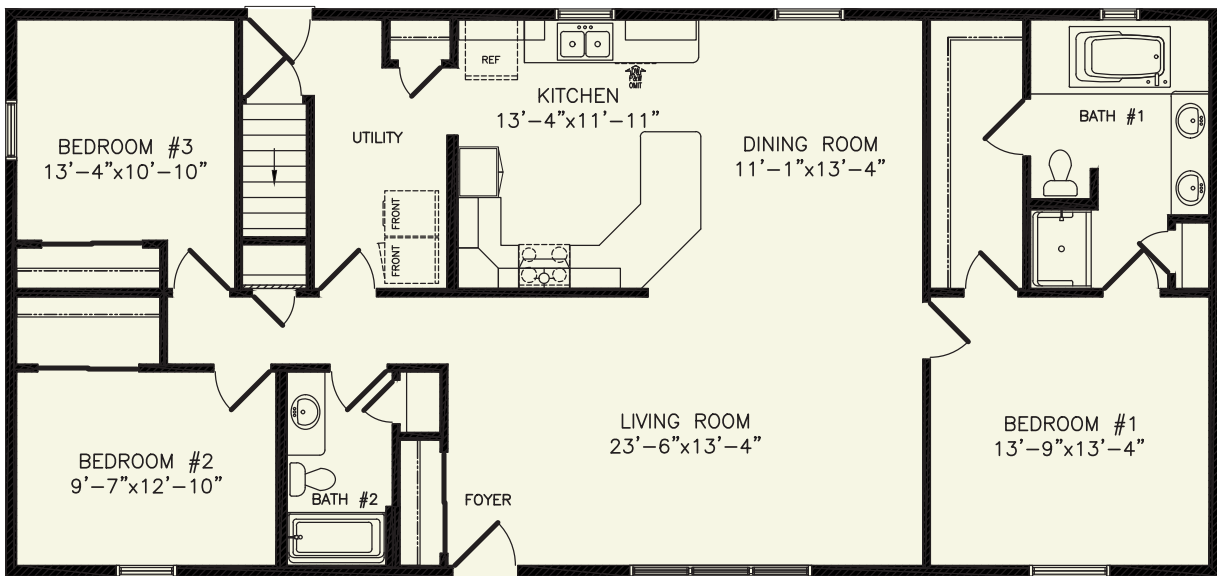 REF
KITCHEN
13'-4"x11'-11"
BATH #1
UTILITY
BEDROOM #3
13'-4"x10'-10"
DINING ROOM
11'-1"x13'-4"
FRONT
FRONT
LIVING ROOM
23'-6"x13'-4"
BEDROOM #1
13'-9"x13'-4"
BEDROOM #2
9'-7"x12'-10"
BATH #2
FOYER
OMIT